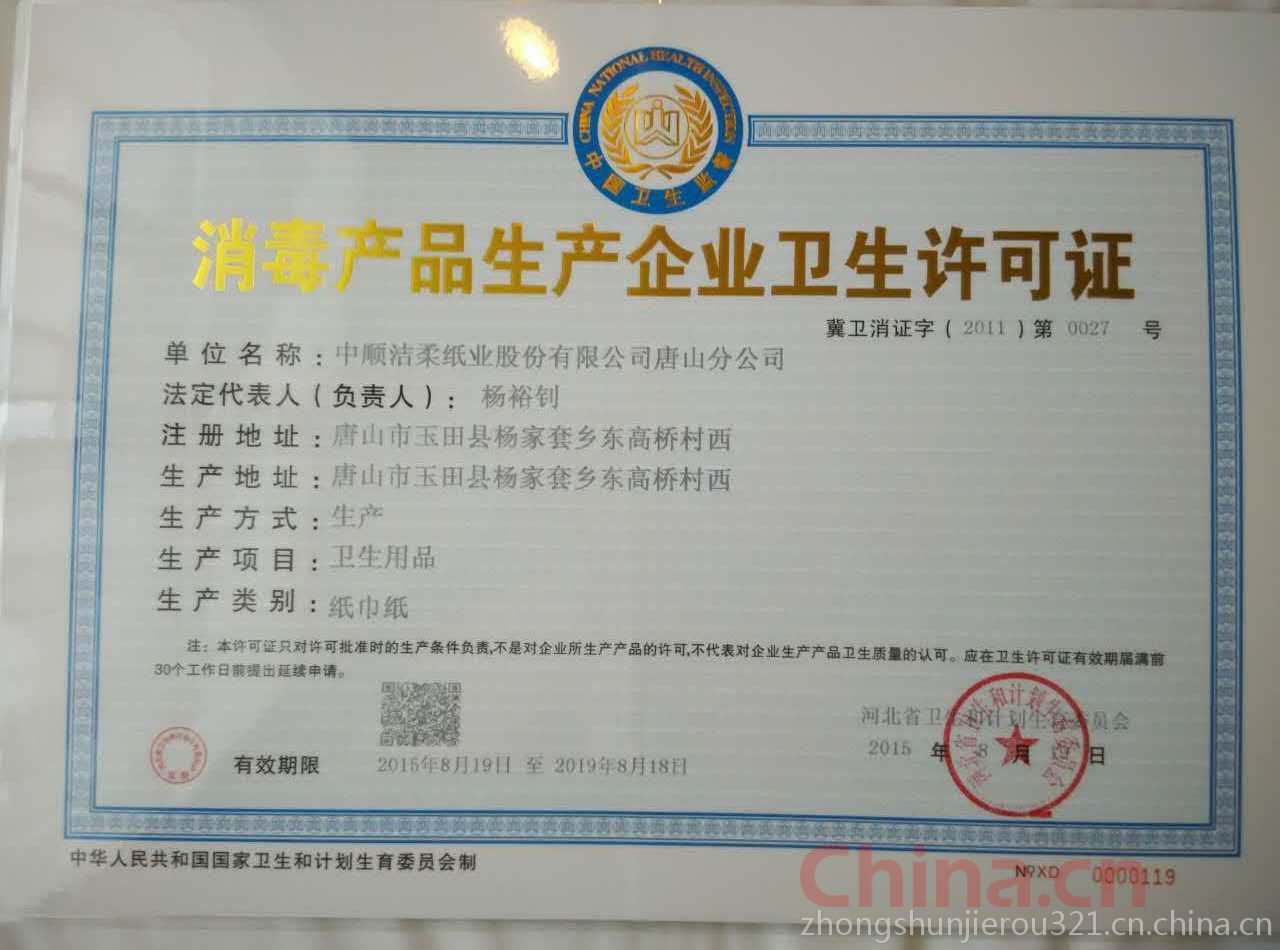 CHINA NATIONAL HEALTH INSPECTION
中国卫生监督
消毒产品生产企业卫生许可证
冀卫消证字(2011)第 0027 号
单位名称:中顺洁柔纸业股份有限公司唐山分公司
法定代表人(负责人):杨裕钊
注册地址:唐山市玉田县杨家套乡东高桥村西
生产地址:唐山市玉田县杨家套乡东高桥村西
生产方式:生产
生产项目:卫生用品
生产类别:纸巾纸
注:本许可证只对许可批准时的生产条件负责,不是对企业所生产产品的许可,不代表对企业生产产品卫生质量的认可。应在卫生许可证有效期届满前
30个工作日前提出延续申请。
河北省卫生和计划生育委员会
2015 年 8 月 19 日
有效期限 2015年8月19日 至 2019年8月18日
中华人民共和国国家卫生和计划生育委员会制
NºXD 0000119
China.cn
zhongshunjierou321.cn.china.cn